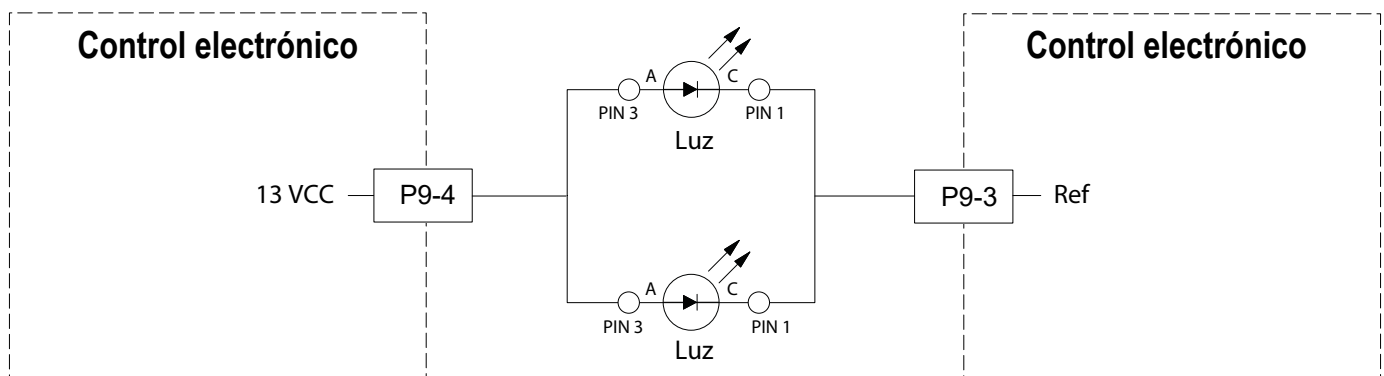 Control electrónico
Control electrónico
A
C
PIN 3
PIN 1
Luz
13 VCC
P9-4
P9-3
Ref
A
C
PIN 3
PIN 1
Luz